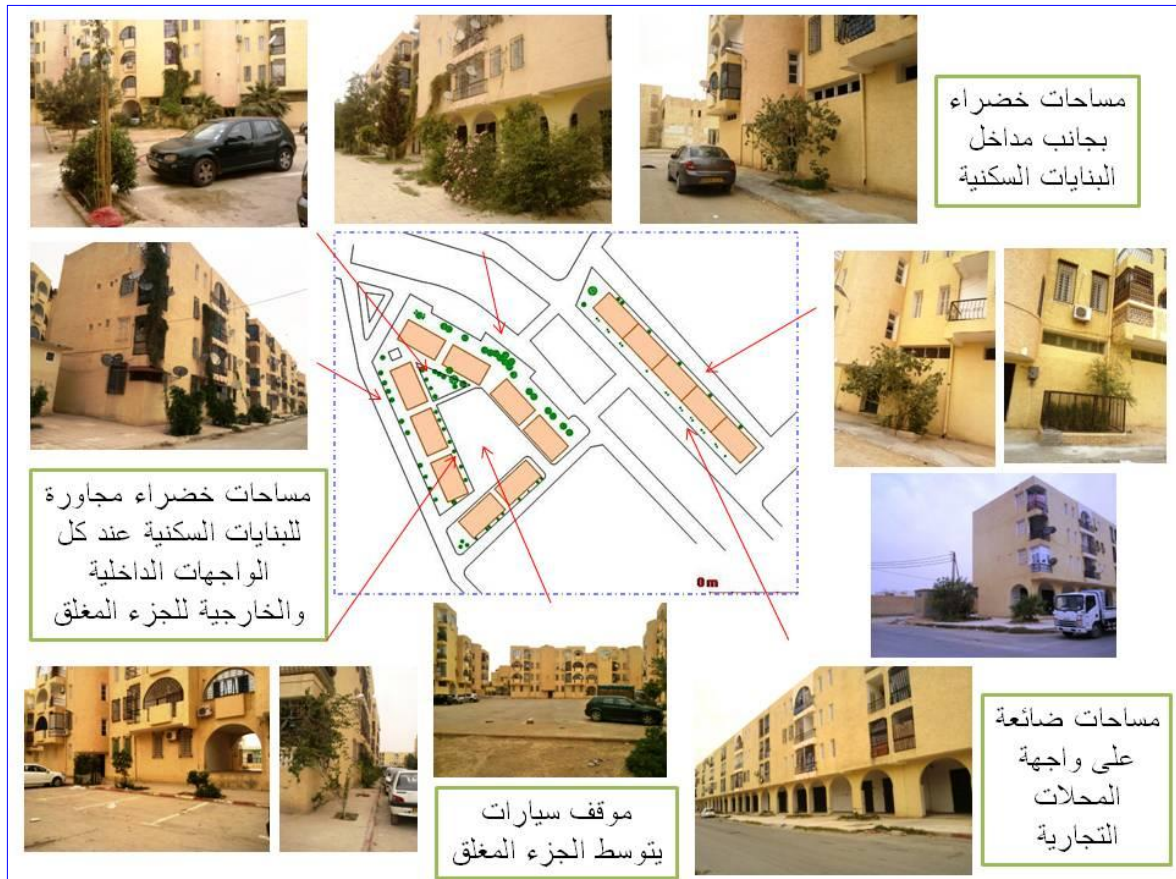 مساحات خضراء
بجانب مداخل
البنايات السكنية
مساحات خضراء مجاورة
للبنايات السكنية عند كل
الواجهات الداخلية
والخارجية للجزء المغلق
0m
موقف سيارات
يتوسط الجزء المغلق
مساحات ضائعة
على واجهة
المحلات
التجارية